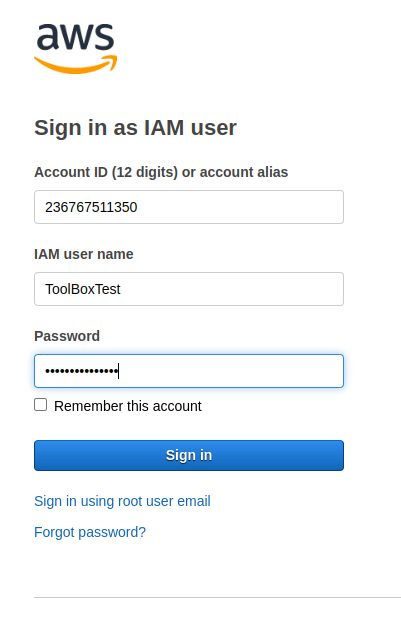 aws
Sign in as IAM user
Account ID (12 digits) or account alias
236767511350
IAM user name
ToolBoxTest
Password
•••••••••••••••
Remember this account
Sign in
Sign in using root user email
Forgot password?